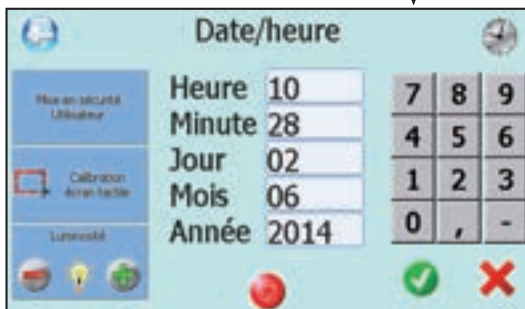 Date/heure
Mise en sécurité
Utilisateur
Calibration
écran tactile
Luminosité
Heure 10
Minute 28
Jour 02
Mois 06
Année 2014
7 8 9
4 5 6
1 2 3
0 , -